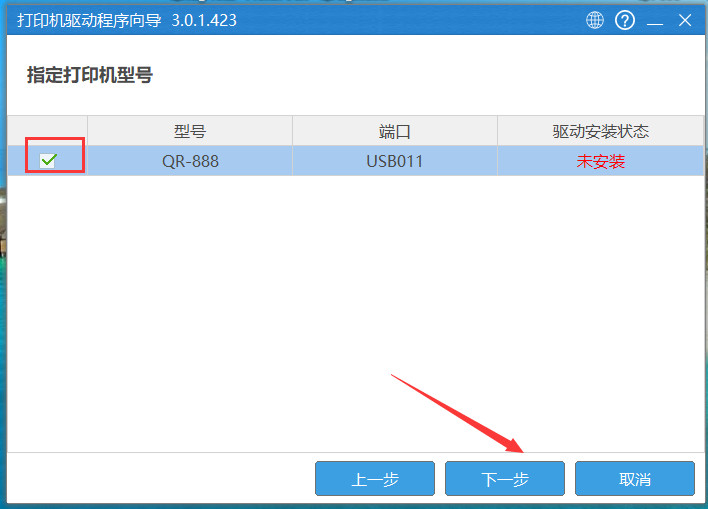 打印机驱动程序向导 3.0.1.423
指定打印机型号
型号 端口 驱动安装状态
QR-888 USB011 未安装
上一步 下一步 取消